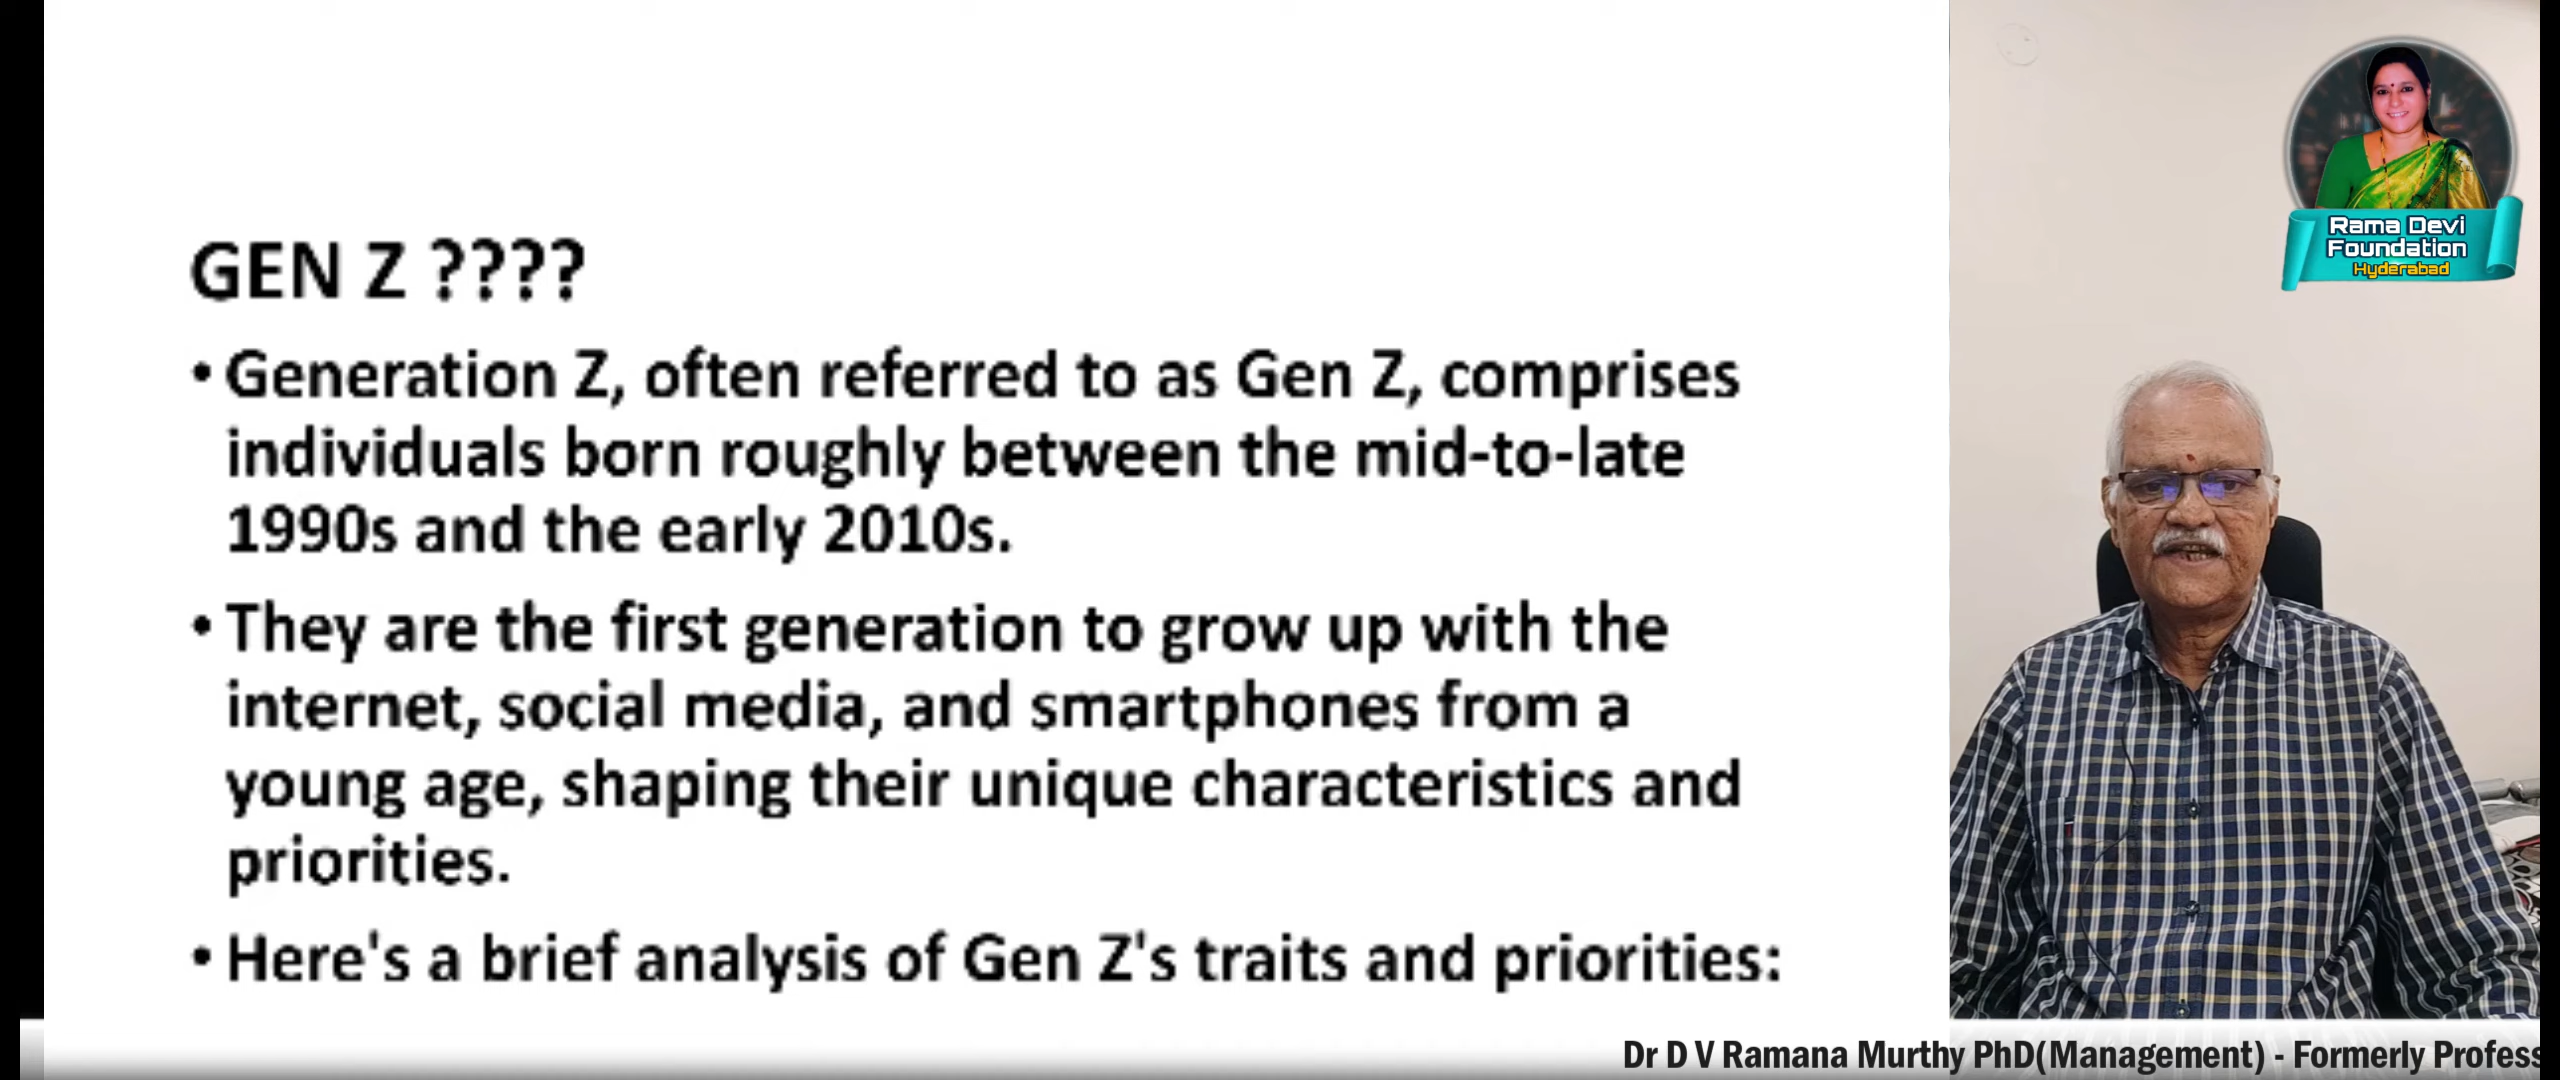 GEN Z ????
• Generation Z, often referred to as Gen Z, comprises
individuals born roughly between the mid-to-late
1990s and the early 2010s.
• They are the first generation to grow up with the
internet, social media, and smartphones from a
young age, shaping their unique characteristics and
priorities.
• Here's a brief analysis of Gen Z's traits and priorities:
Rama Devi
Foundation
Hyderabad
Dr D V Ramana Murthy PhD(Management) - Formerly Profess